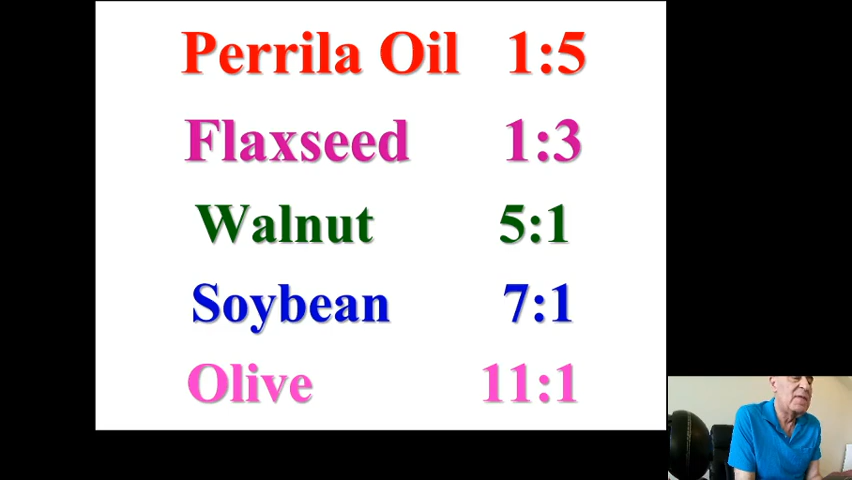 Perrila Oil 1:5
Flaxseed 1:3
Walnut 5:1
Soybean 7:1
Olive 11:1